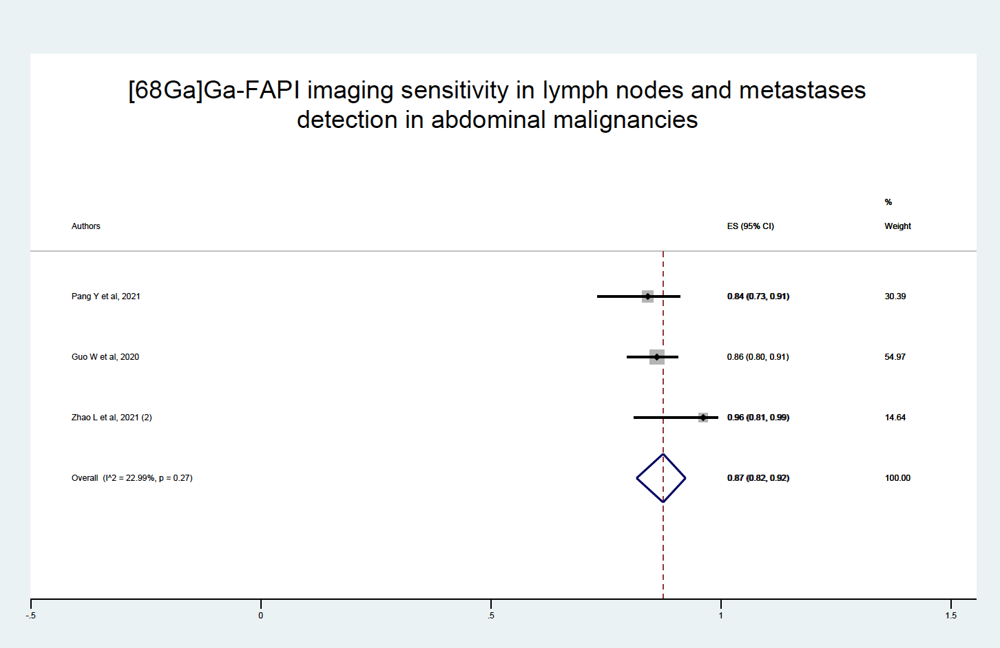 [68Ga]Ga-FAPI imaging sensitivity in lymph nodes and metastases
detection in abdominal malignancies
%
Authors ES (95% CI) Weight
Pang Y et al, 2021 0.84 (0.73, 0.91) 30.39
Guo W et al, 2020 0.86 (0.80, 0.91) 54.97
Zhao L et al, 2021 (2) 0.96 (0.81, 0.99) 14.64
Overall (I^2 = 22.99%, p = 0.27) 0.87 (0.82, 0.92) 100.00
-.5 0 .5 1 1.5